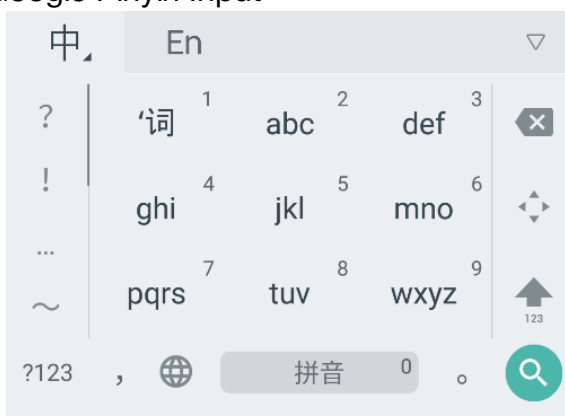 Google Pinyin Input
中 En
? '词 1 abc 2 def 3
! ghi 4 jkl 5 mno 6
...
~ pqrs 7 tuv 8 wxyz 9
123
?123 , 拼音 0 。